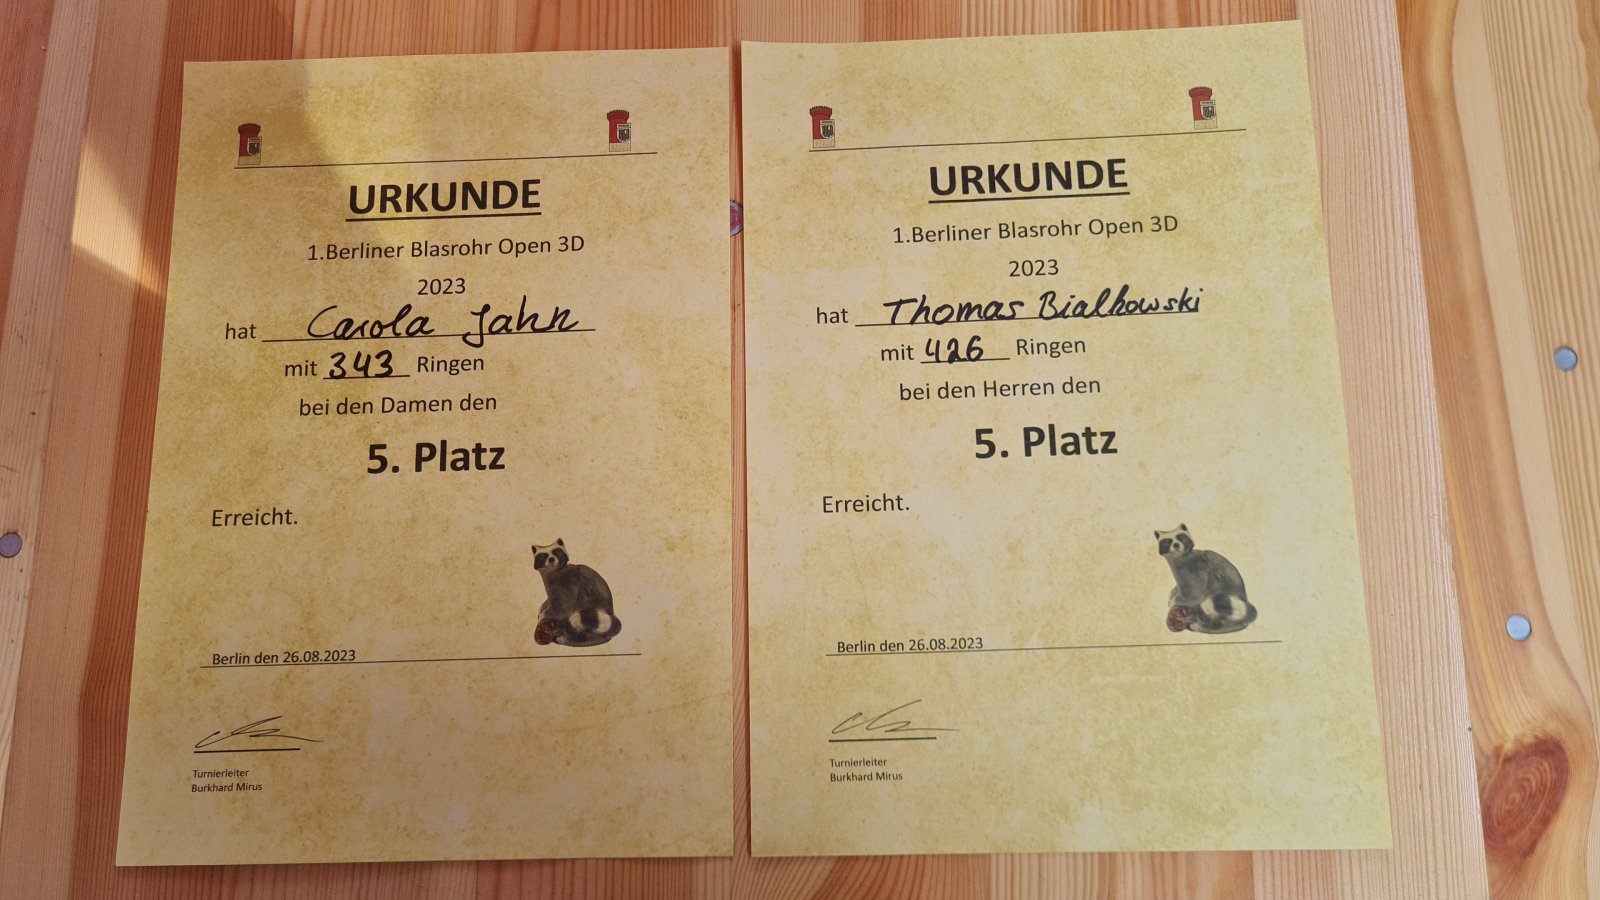 URKUNDE
1.Berliner Blasrohr Open 3D
2023
hat Carola Jahn
mit 343 Ringen
bei den Damen den
5. Platz
Erreicht.
Berlin den 26.08.2023
Turnierleiter
Burkhard Mirus
URKUNDE
1.Berliner Blasrohr Open 3D
2023
hat Thomas Bialkowski
mit 426 Ringen
bei den Herren den
5. Platz
Erreicht.
Berlin den 26.08.2023
Turnierleiter
Burkhard Mirus